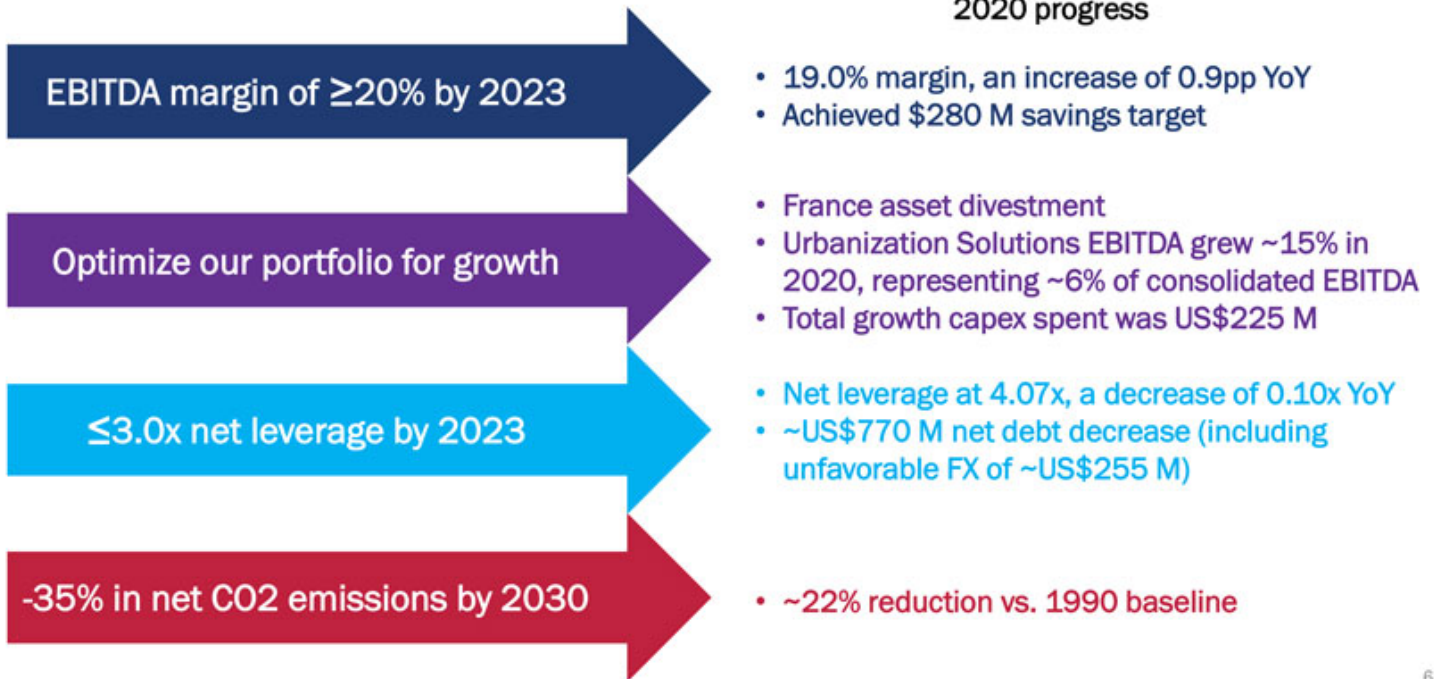 2020 progress
EBITDA margin of ≥20% by 2023
• 19.0% margin, an increase of 0.9pp YoY
• Achieved $280 M savings target
Optimize our portfolio for growth
• France asset divestment
• Urbanization Solutions EBITDA grew ~15% in
2020, representing ~6% of consolidated EBITDA
• Total growth capex spent was US$225 M
≤3.0x net leverage by 2023
• Net leverage at 4.07x, a decrease of 0.10x YoY
• ~US$770 M net debt decrease (including
unfavorable FX of ~US$255 M)
-35% in net CO2 emissions by 2030
• ~22% reduction vs. 1990 baseline
6